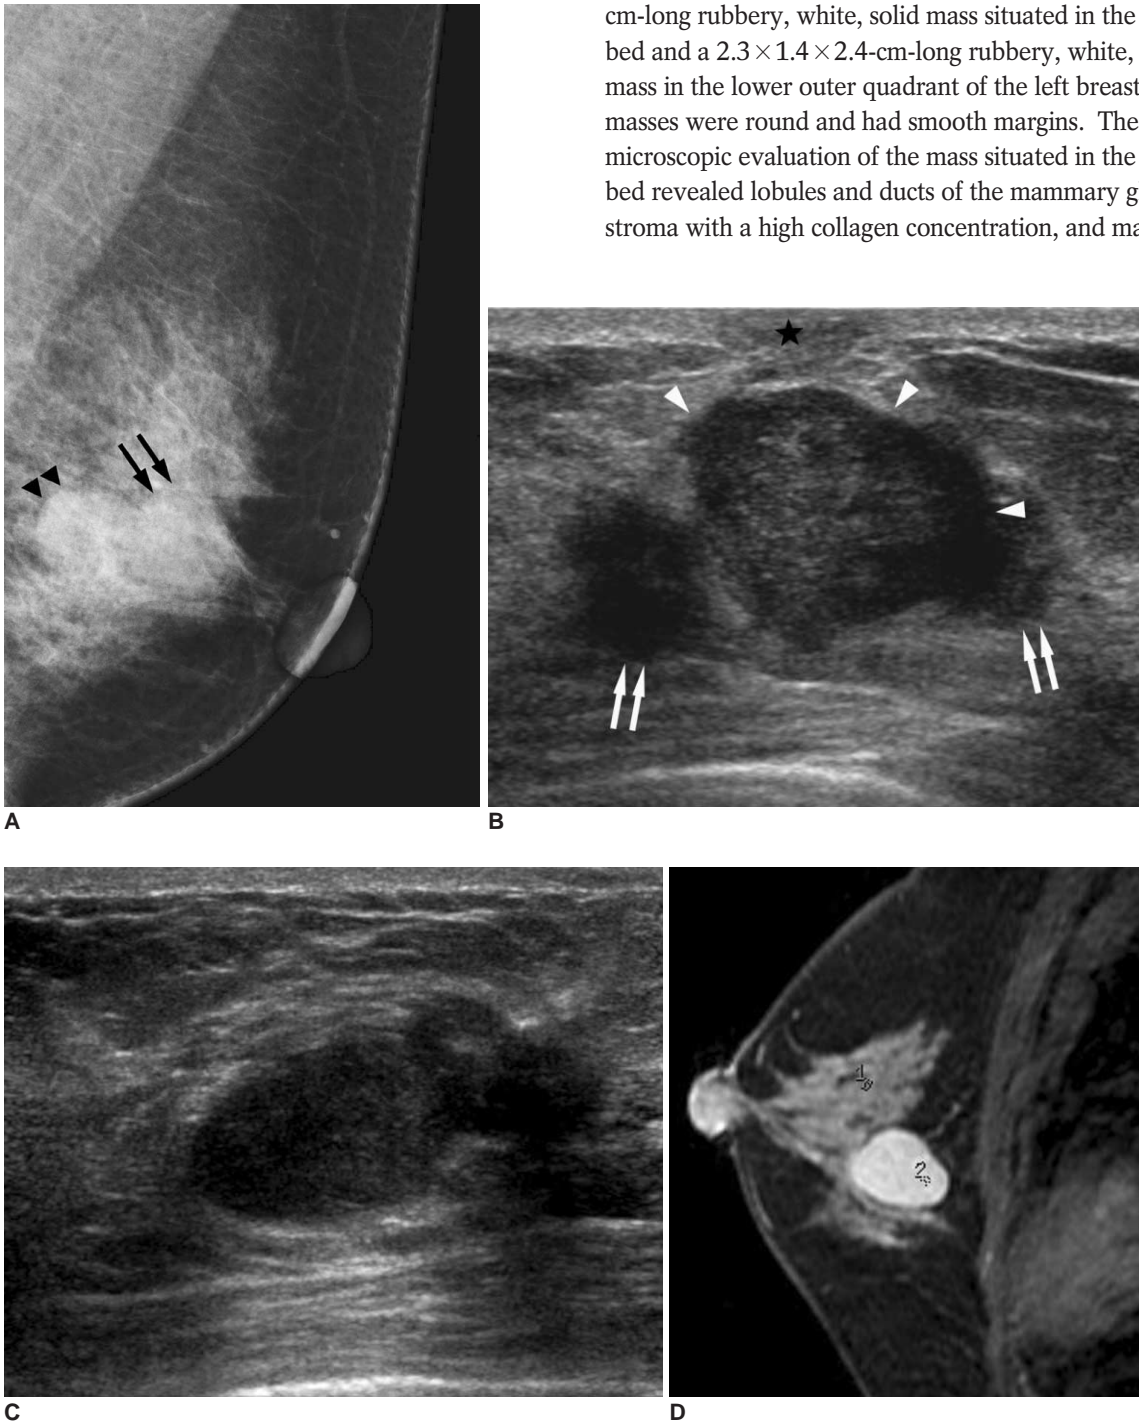 cm-long rubbery, white, solid mass situated in the
bed and a 2.3×1.4×2.4-cm-long rubbery, white,
mass in the lower outer quadrant of the left breast
masses were round and had smooth margins. The
microscopic evaluation of the mass situated in the
bed revealed lobules and ducts of the mammary g
stroma with a high collagen concentration, and ma
A
B
1
2
C
D